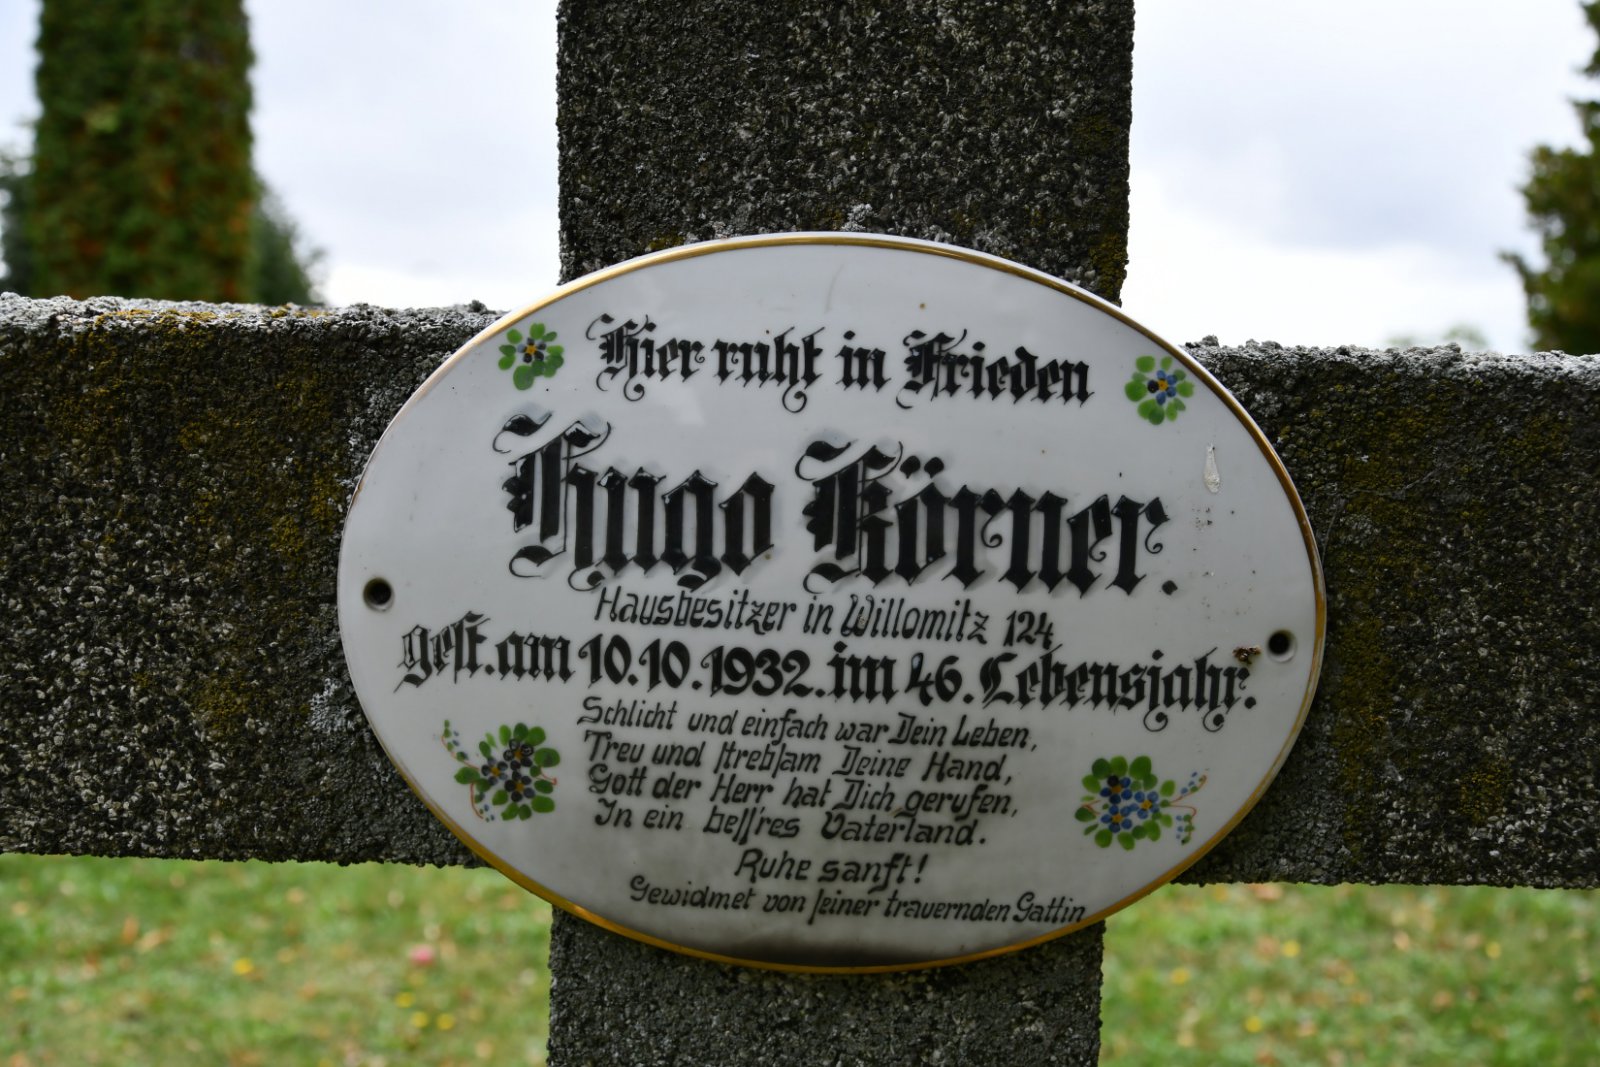 Hier ruht in Frieden
Hugo Körner.
Hausbesitzer in Willomitz 124
gest. am 10.10.1932. im 46. Lebensjahr.
Schlicht und einfach war Dein Leben,
Treu und ſtrebſam Deine Hand,
Gott der Herr hat Dich gerufen,
In ein beſſ'res Vaterland.
Ruhe sanft!
Gewidmet von ſeiner trauernden Gattin